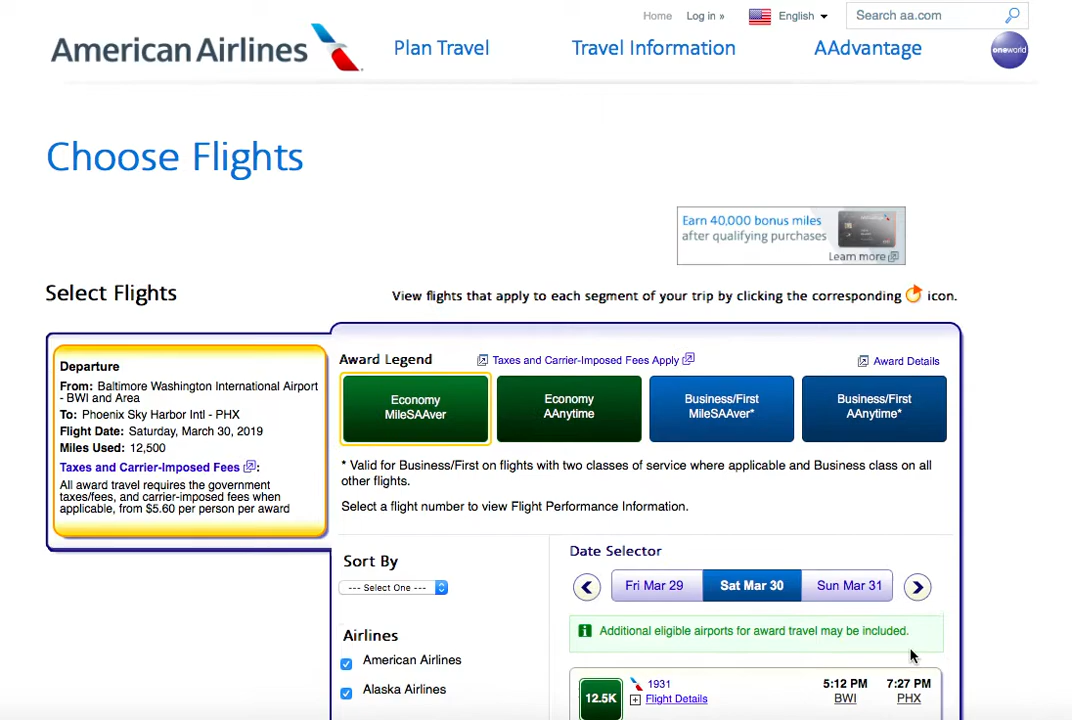 Home Log in » English Search aa.com
American Airlines Plan Travel Travel Information AAdvantage oneworld
Choose Flights
Earn 40,000 bonus miles
after qualifying purchases
Learn more
Select Flights
View flights that apply to each segment of your trip by clicking the corresponding icon.
Departure
From: Baltimore Washington International Airport
- BWI and Area
To: Phoenix Sky Harbor Intl - PHX
Flight Date: Saturday, March 30, 2019
Miles Used: 12,500
Taxes and Carrier-Imposed Fees :
All award travel requires the government
taxes/fees, and carrier-imposed fees when
applicable, from $5.60 per person per award
Award Legend Taxes and Carrier-Imposed Fees Apply Award Details
Economy
MileSAAver
Economy
AAnytime
Business/First
MileSAAver*
Business/First
AAnytime*
* Valid for Business/First on flights with two classes of service where applicable and Business class on all
other flights.
Select a flight number to view Flight Performance Information.
Sort By
--- Select One ---
Airlines
American Airlines
Alaska Airlines
Date Selector
Fri Mar 29 Sat Mar 30 Sun Mar 31
Additional eligible airports for award travel may be included.
12.5K
1931
Flight Details
5:12 PM
BWI
7:27 PM
PHX